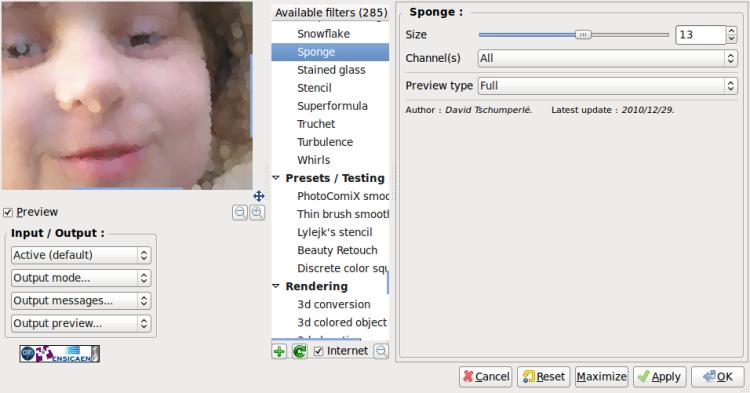 Available filters (285)
Snowflake
Sponge
Stained glass
Stencil
Superformula
Truchet
Turbulence
Whirls
Presets / Testing
PhotoComiX smoo
Thin brush smooth
Lylejk's stencil
Beauty Retouch
Discrete color squ
Rendering
3d conversion
3d colored object
Internet
Preview
Input / Output :
Active (default)
Output mode...
Output messages...
Output preview...
ENSICAEN
Sponge :
Size
13
Channel(s)
All
Preview type
Full
Author : David Tschumperlé. Latest update : 2010/12/29.
Cancel
Reset
Maximize
Apply
OK